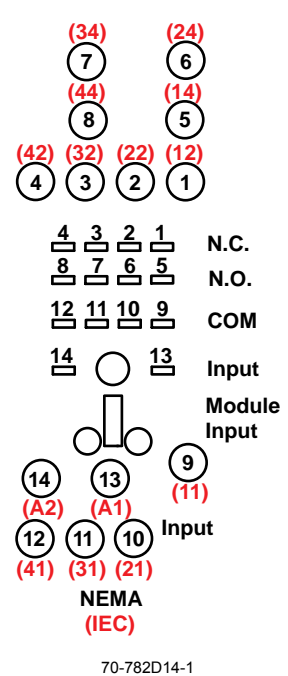 (34) (24)
7 6
(44) (14)
8 5
(42) (32) (22) (12)
4 3 2 1
4 3 2 1 N.C.
8 7 6 5 N.O.
12 11 10 9 COM
14 13 Input
Module
Input
9
14 13 (11)
(A2) (A1)
12 11 10 Input
(41) (31) (21)
NEMA
(IEC)
70-782D14-1